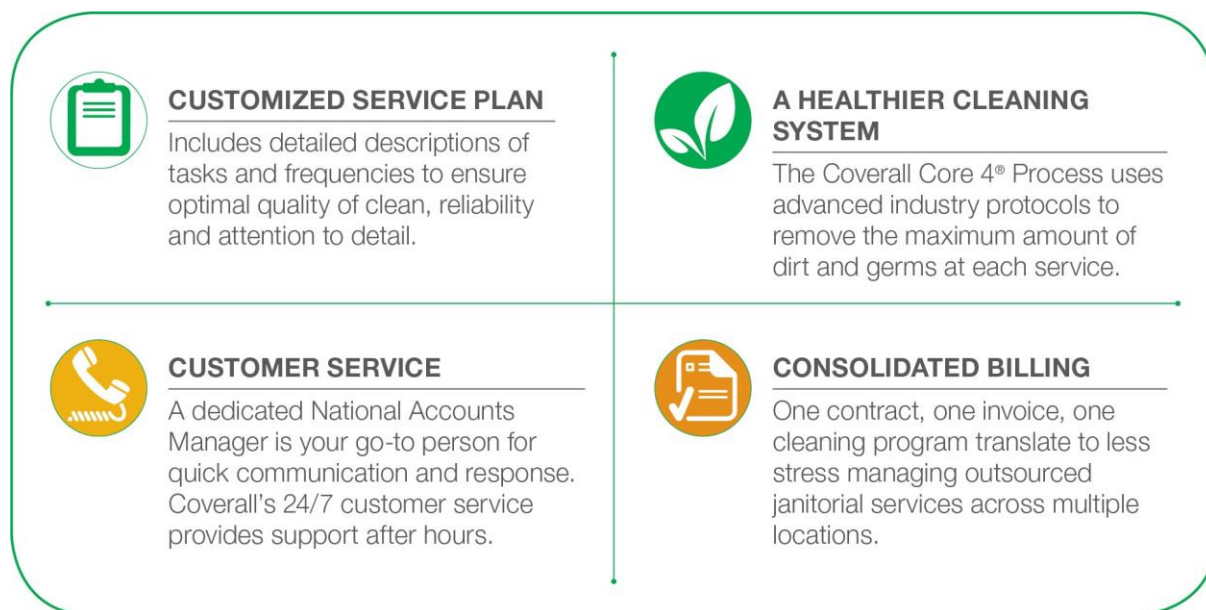 CUSTOMIZED SERVICE PLAN
Includes detailed descriptions of
tasks and frequencies to ensure
optimal quality of clean, reliability
and attention to detail.
A HEALTHIER CLEANING
SYSTEM
The Coverall Core 4® Process uses
advanced industry protocols to
remove the maximum amount of
dirt and germs at each service.
CUSTOMER SERVICE
A dedicated National Accounts
Manager is your go-to person for
quick communication and response.
Coverall’s 24/7 customer service
provides support after hours.
CONSOLIDATED BILLING
One contract, one invoice, one
cleaning program translate to less
stress managing outsourced
janitorial services across multiple
locations.